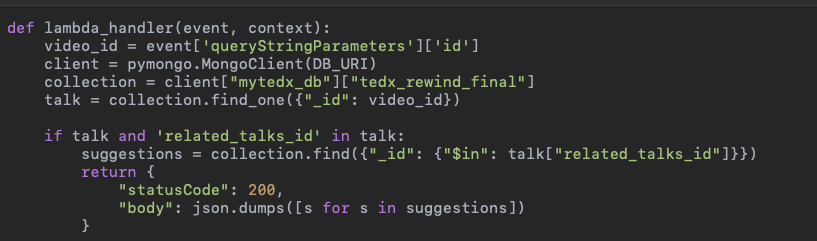 def lambda_handler(event, context):
    video_id = event['queryStringParameters']['id']
    client = pymongo.MongoClient(DB_URI)
    collection = client["mytedx_db"]["tedx_rewind_final"]
    talk = collection.find_one({"_id": video_id})

    if talk and 'related_talks_id' in talk:
        suggestions = collection.find({"_id": {"$in": talk["related_talks_id"]}})
        return {
            "statusCode": 200,
            "body": json.dumps([s for s in suggestions])
        }